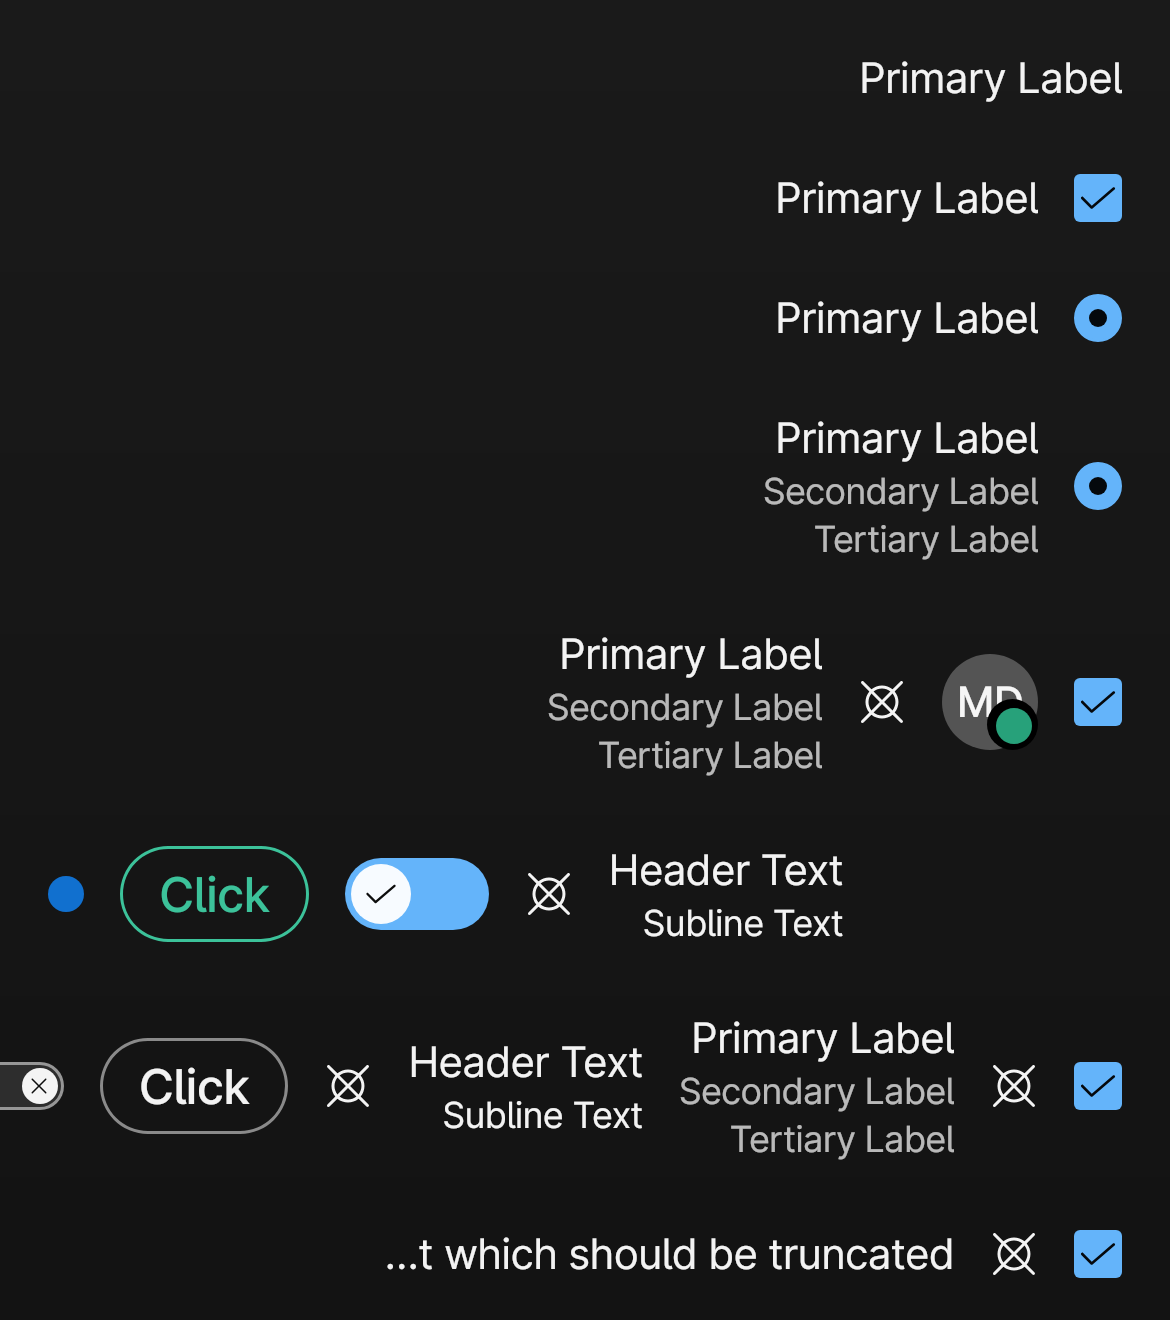 Primary Label
Primary Label
Primary Label
Primary Label
Secondary Label
Tertiary Label
Primary Label
Secondary Label
Tertiary Label
MD
Click
Header Text
Subline Text
Click
Header Text
Subline Text
Primary Label
Secondary Label
Tertiary Label
...t which should be truncated